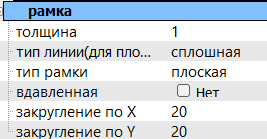 рамка
толщина 1
тип линии(для пло... сплошная
тип рамки плоская
вдавленная Нет
закругление по X 20
закругление по Y 20